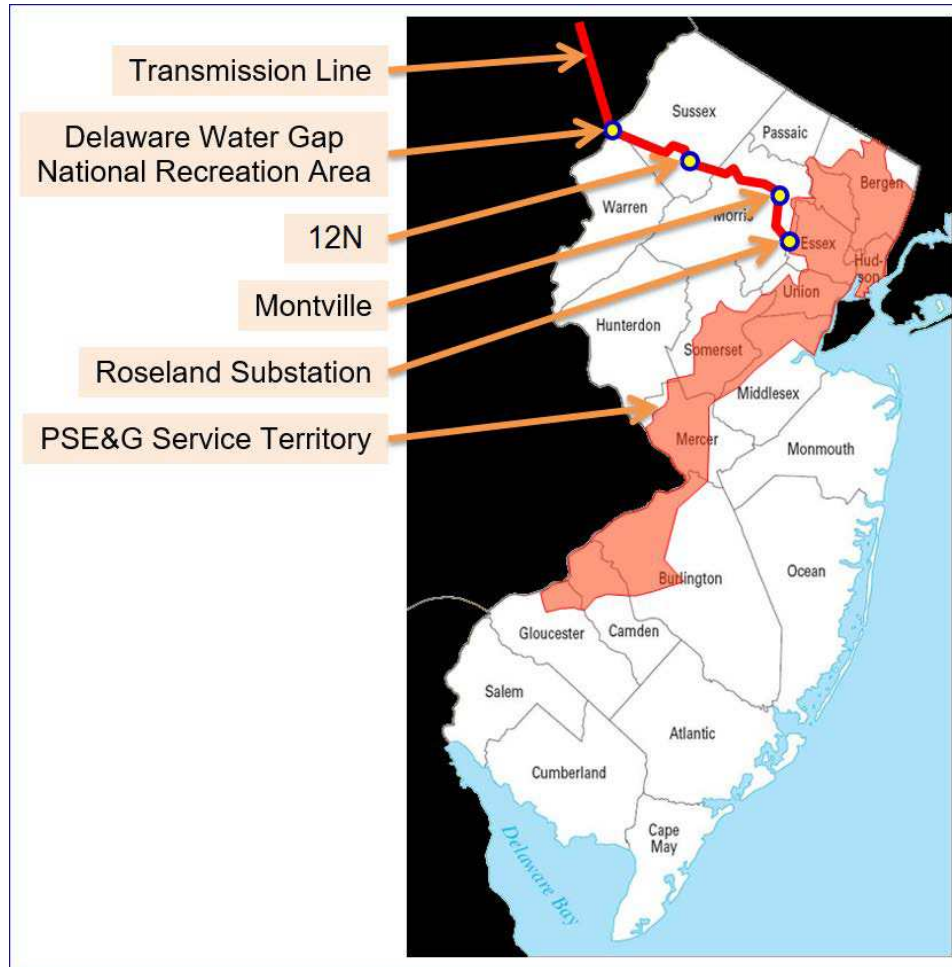 Transmission Line
Delaware Water Gap
National Recreation Area
12N
Montville
Roseland Substation
PSE&G Service Territory
Sussex
Passaic
Bergen
Warren
Morris
Essex
Hud-
son
Union
Hunterdon
Somerset
Middlesex
Mercer
Monmouth
Ocean
Burlington
Gloucester
Camden
Salem
Atlantic
Cumberland
Cape
May
Delaware Bay